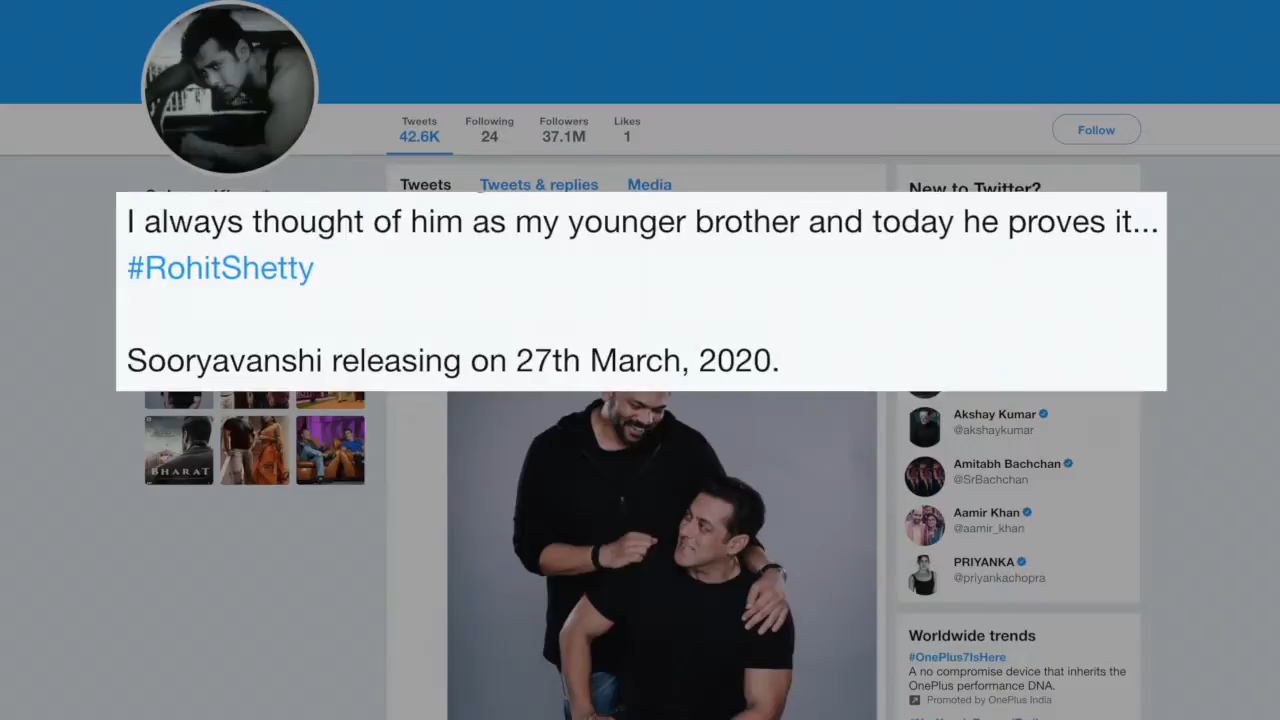 Tweets
42.6K
Following
24
Followers
37.1M
Likes
1
Follow
Tweets
Tweets & replies
Media
New to Twitter?
I always thought of him as my younger brother and today he proves it...
#RohitShetty
Sooryavanshi releasing on 27th March, 2020.
BHARAT
Akshay Kumar
@akshaykumar
Amitabh Bachchan
@SrBachchan
Aamir Khan
@aamir_khan
PRIYANKA
@priyankachopra
Worldwide trends
#OnePlus7IsHere
A no compromise device that inherits the
OnePlus performance DNA.
Promoted by OnePlus India